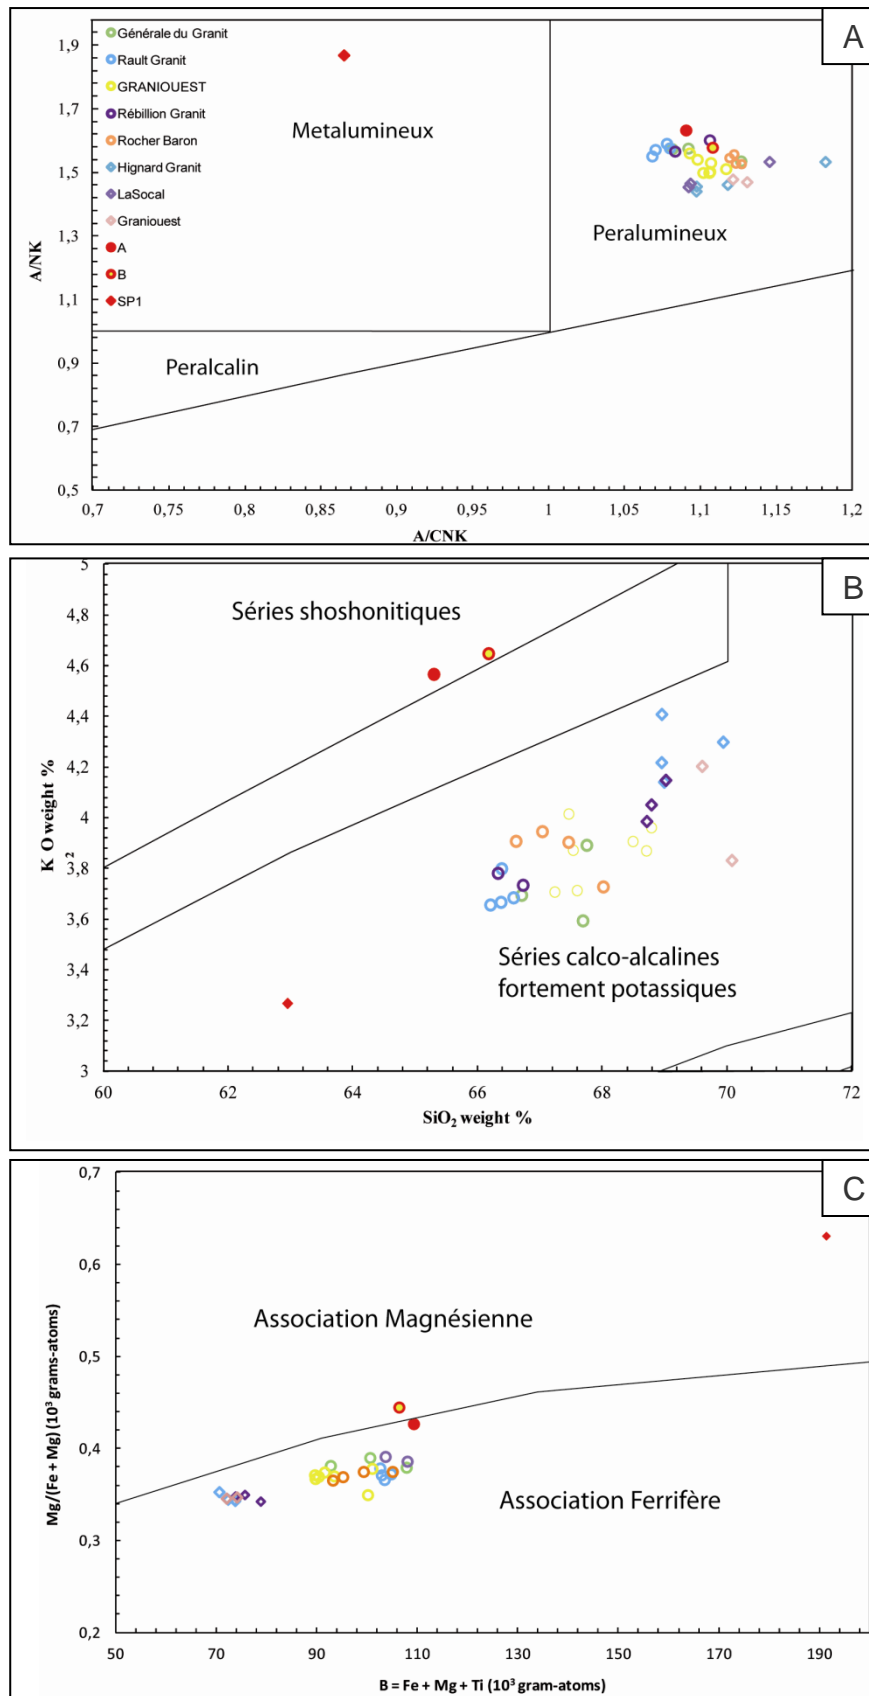 A
1,9
1,7
1,5
1,3
1,1
0,9
0,7
0,5
A/NK
Générale du Granit
Rault Granit
GRANIOUEST
Rébillion Granit
Rocher Baron
Hignard Granit
LaSocal
Graniouest
A
B
SP1
Metalumineux
Peralumineux
Peralcalin
0,7
0,75
0,8
0,85
0,9
0,95
1
1,05
1,1
1,15
1,2
A/CNK
B
5
4,8
4,6
4,4
4,2
4
3,8
3,6
3,4
3,2
3
K2O weight %
Séries shoshonitiques
Séries calco-alcalines
fortement potassiques
60
62
64
66
68
70
72
SiO2 weight %
C
0,7
0,6
0,5
0,4
0,3
0,2
Mg/(Fe + Mg) (10³ grams-atoms)
Association Magnésienne
Association Ferrifère
50
70
90
110
130
150
170
190
B = Fe + Mg + Ti (10³ gram-atoms)